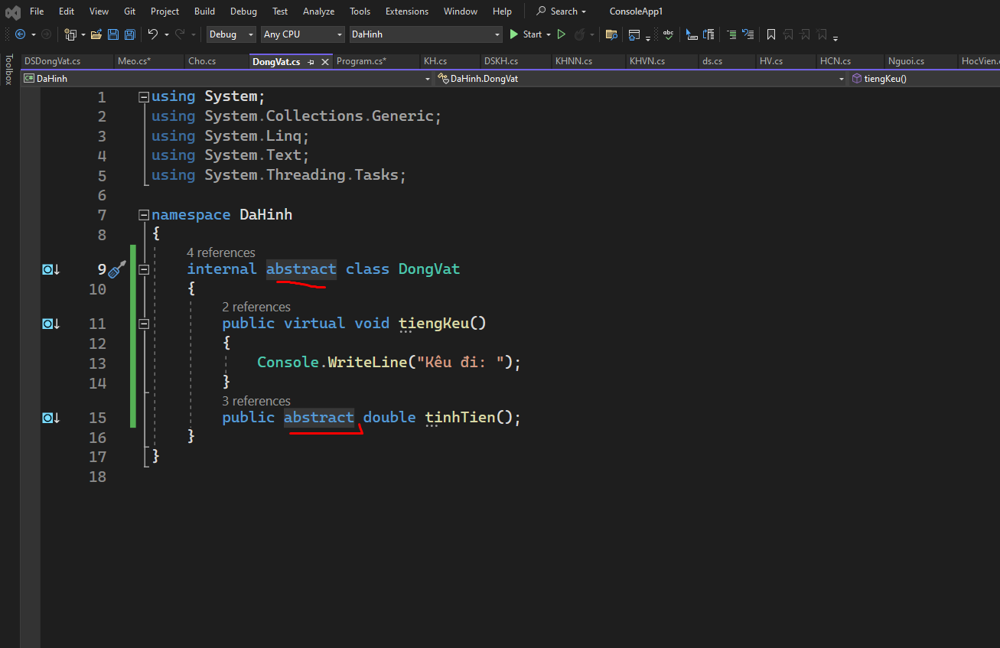 File Edit View Git Project Build Debug Test Analyze Tools Extensions Window Help Search ConsoleApp1
Debug Any CPU DaHinh Start
Toolbox
DSDongVat.cs Meo.cs* Cho.cs DongVat.cs Program.cs* KH.cs DSKH.cs KHNN.cs KHVN.cs ds.cs HV.cs HCN.cs Nguoi.cs HocVien.c
C# DaHinh DaHinh.DongVat tiengKeu()
1 using System;
2 using System.Collections.Generic;
3 using System.Linq;
4 using System.Text;
5 using System.Threading.Tasks;
6
7 namespace DaHinh
8 {
4 references
9 internal abstract class DongVat
10 {
2 references
11 public virtual void tiengKeu()
12 {
13 Console.WriteLine("Kêu đi: ");
14 }
3 references
15 public abstract double tinhTien();
16 }
17 }
18